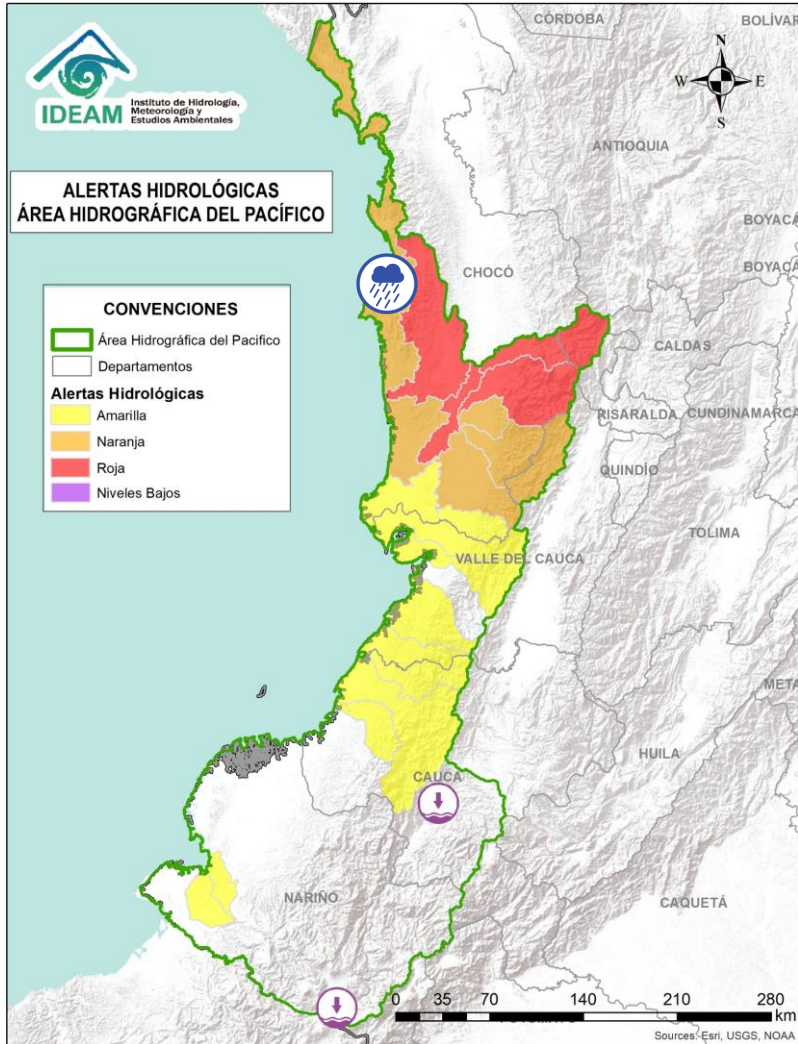 CÓRDOBA
BOLÍVAR
N
W
E
S
IDEAM
Instituto de Hidrología,
Meteorología y
Estudios Ambientales
ANTIOQUIA
ALERTAS HIDROLÓGICAS
ÁREA HIDROGRÁFICA DEL PACÍFICO
BOYACÁ
CHOCÓ
BOYACÁ
CONVENCIONES
Área Hidrográfica del Pacífico
Departamentos
Alertas Hidrológicas
Amarilla
Naranja
Roja
Niveles Bajos
CALDAS
RISARALDA
CUNDINAMARCA
QUINDÍO
TOLIMA
VALLE DEL CAUCA
META
HUILA
CAUCA
NARIÑO
CAQUETÁ
0 35 70 140 210 280
km
Sources: Esri, USGS, NOAA